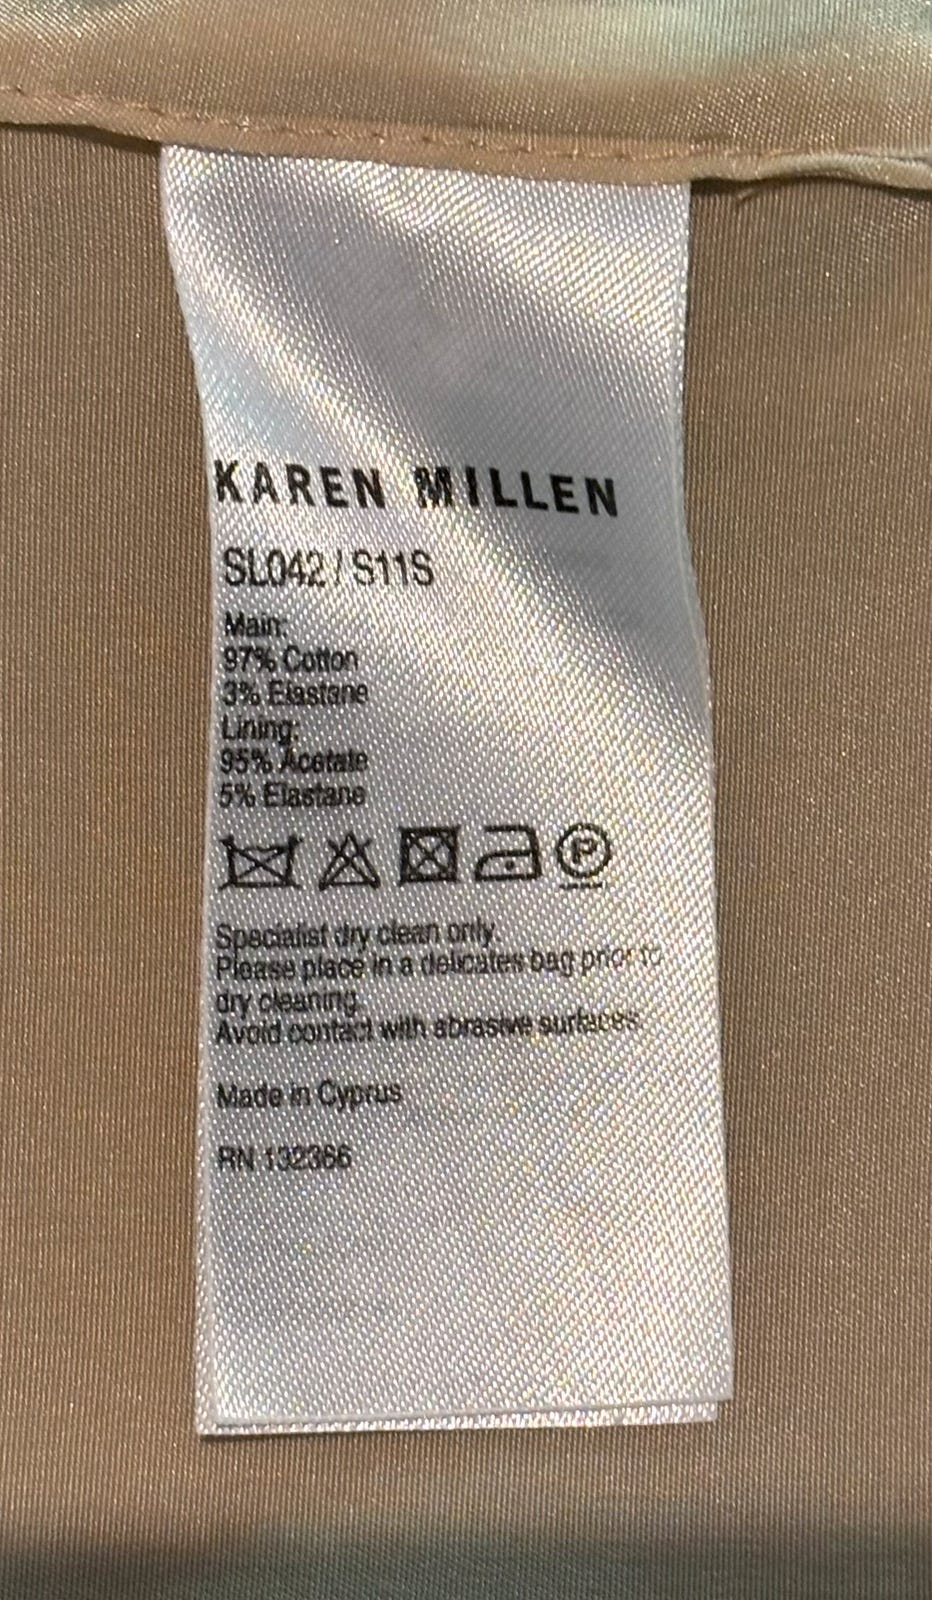 KAREN MILLEN
SL042 / S11S
Main:
97% Cotton
3% Elastane
Lining:
95% Acetate
5% Elastane
P
Specialist dry clean only.
Please place in a delicates bag prior to
dry cleaning.
Avoid contact with abrasive surfaces.
Made in Cyprus
RN 132366